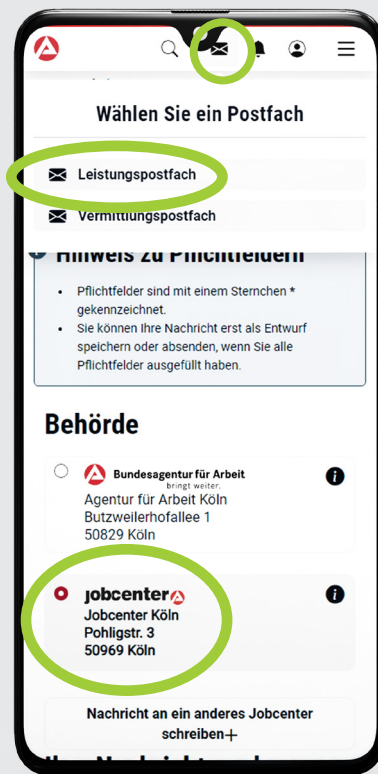 Wählen Sie ein Postfach
Leistungspostfach
Vermittlungspostfach
Hinweis zu Pflichtfeldern
• Pflichtfelder sind mit einem Sternchen *
gekennzeichnet.
• Sie können Ihre Nachricht erst als Entwurf
speichern oder absenden, wenn Sie alle
Pflichtfelder ausgefüllt haben.
Behörde
Bundesagentur für Arbeit
bringt weiter.
Agentur für Arbeit Köln
Butzweilerhofallee 1
50829 Köln
jobcenter
Jobcenter Köln
Pohligstr. 3
50969 Köln
Nachricht an ein anderes Jobcenter
schreiben+